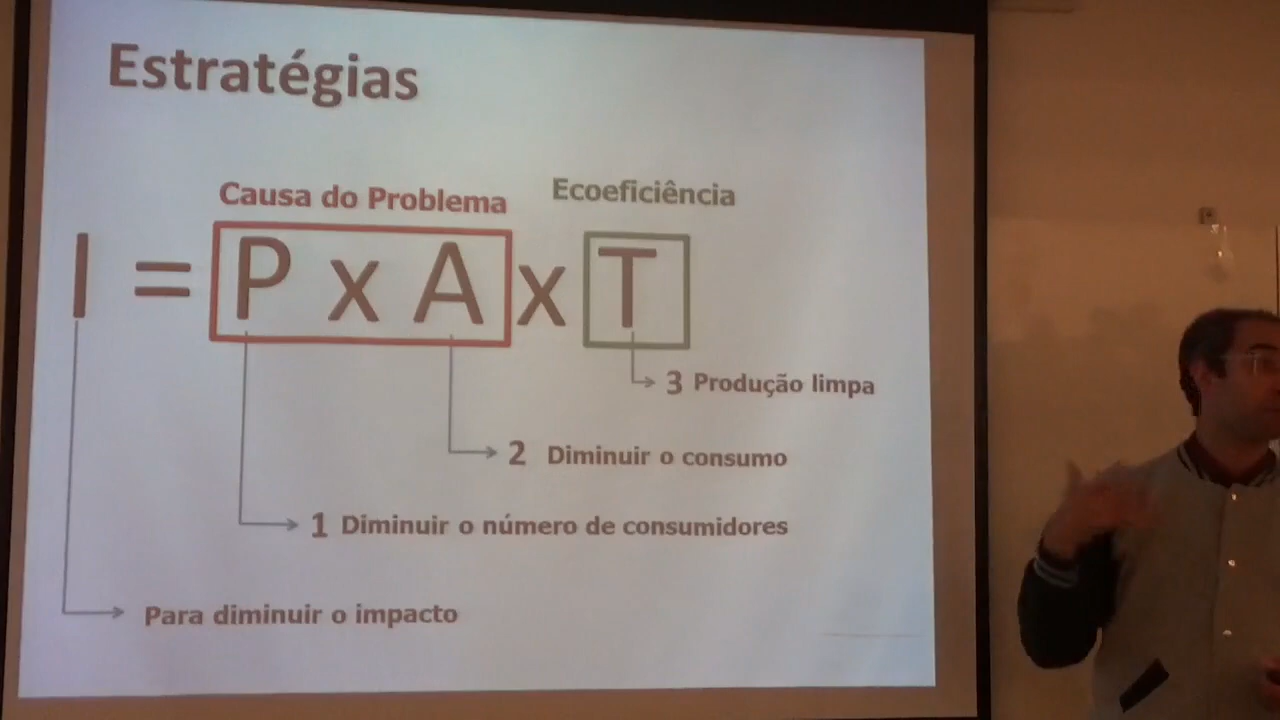 Estratégias
Causa do Problema
Ecoeficiência
I = P x A x T
3 Produção limpa
2 Diminuir o consumo
1 Diminuir o número de consumidores
Para diminuir o impacto